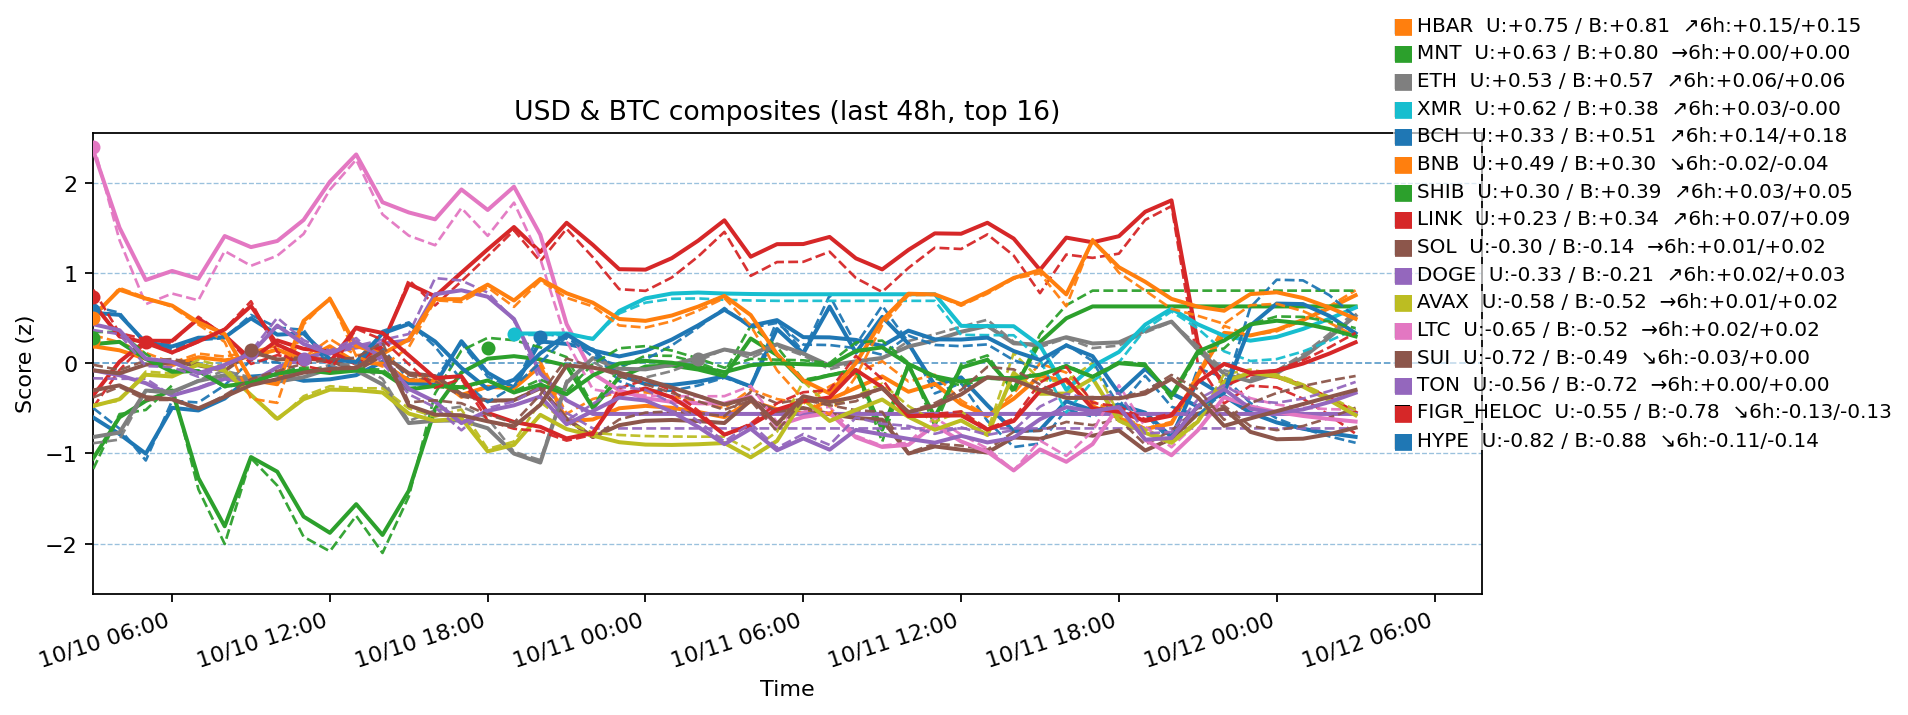 USD & BTC composites (last 48h, top 16)
HBAR U:+0.75 / B:+0.81 ↗6h:+0.15/+0.15
MNT U:+0.63 / B:+0.80 →6h:+0.00/+0.00
ETH U:+0.53 / B:+0.57 ↗6h:+0.06/+0.06
XMR U:+0.62 / B:+0.38 ↗6h:+0.03/-0.00
BCH U:+0.33 / B:+0.51 ↗6h:+0.14/+0.18
BNB U:+0.49 / B:+0.30 ↘6h:-0.02/-0.04
SHIB U:+0.30 / B:+0.39 ↗6h:+0.03/+0.05
LINK U:+0.23 / B:+0.34 ↗6h:+0.07/+0.09
SOL U:-0.30 / B:-0.14 →6h:+0.01/+0.02
DOGE U:-0.33 / B:-0.21 ↗6h:+0.02/+0.03
AVAX U:-0.58 / B:-0.52 →6h:+0.01/+0.02
LTC U:-0.65 / B:-0.52 →6h:+0.02/+0.02
SUI U:-0.72 / B:-0.49 ↘6h:-0.03/+0.00
TON U:-0.56 / B:-0.72 →6h:+0.00/+0.00
FIGR_HELOC U:-0.55 / B:-0.78 ↘6h:-0.13/-0.13
HYPE U:-0.82 / B:-0.88 ↘6h:-0.11/-0.14
Score (z)
2
1
0
−1
−2
10/10 06:00
10/10 12:00
10/10 18:00
10/11 00:00
10/11 06:00
10/11 12:00
10/11 18:00
10/12 00:00
10/12 06:00
Time